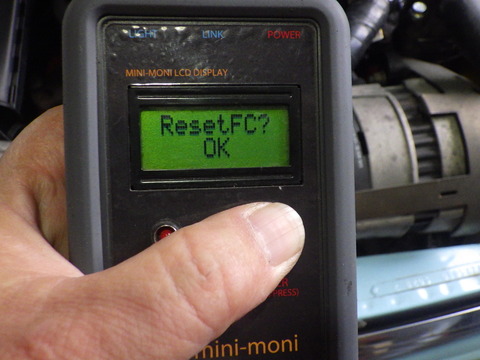 LIGHT LINK POWER
MINI-MONI LCD DISPLAY
ResetFC?
OK
mini-moni